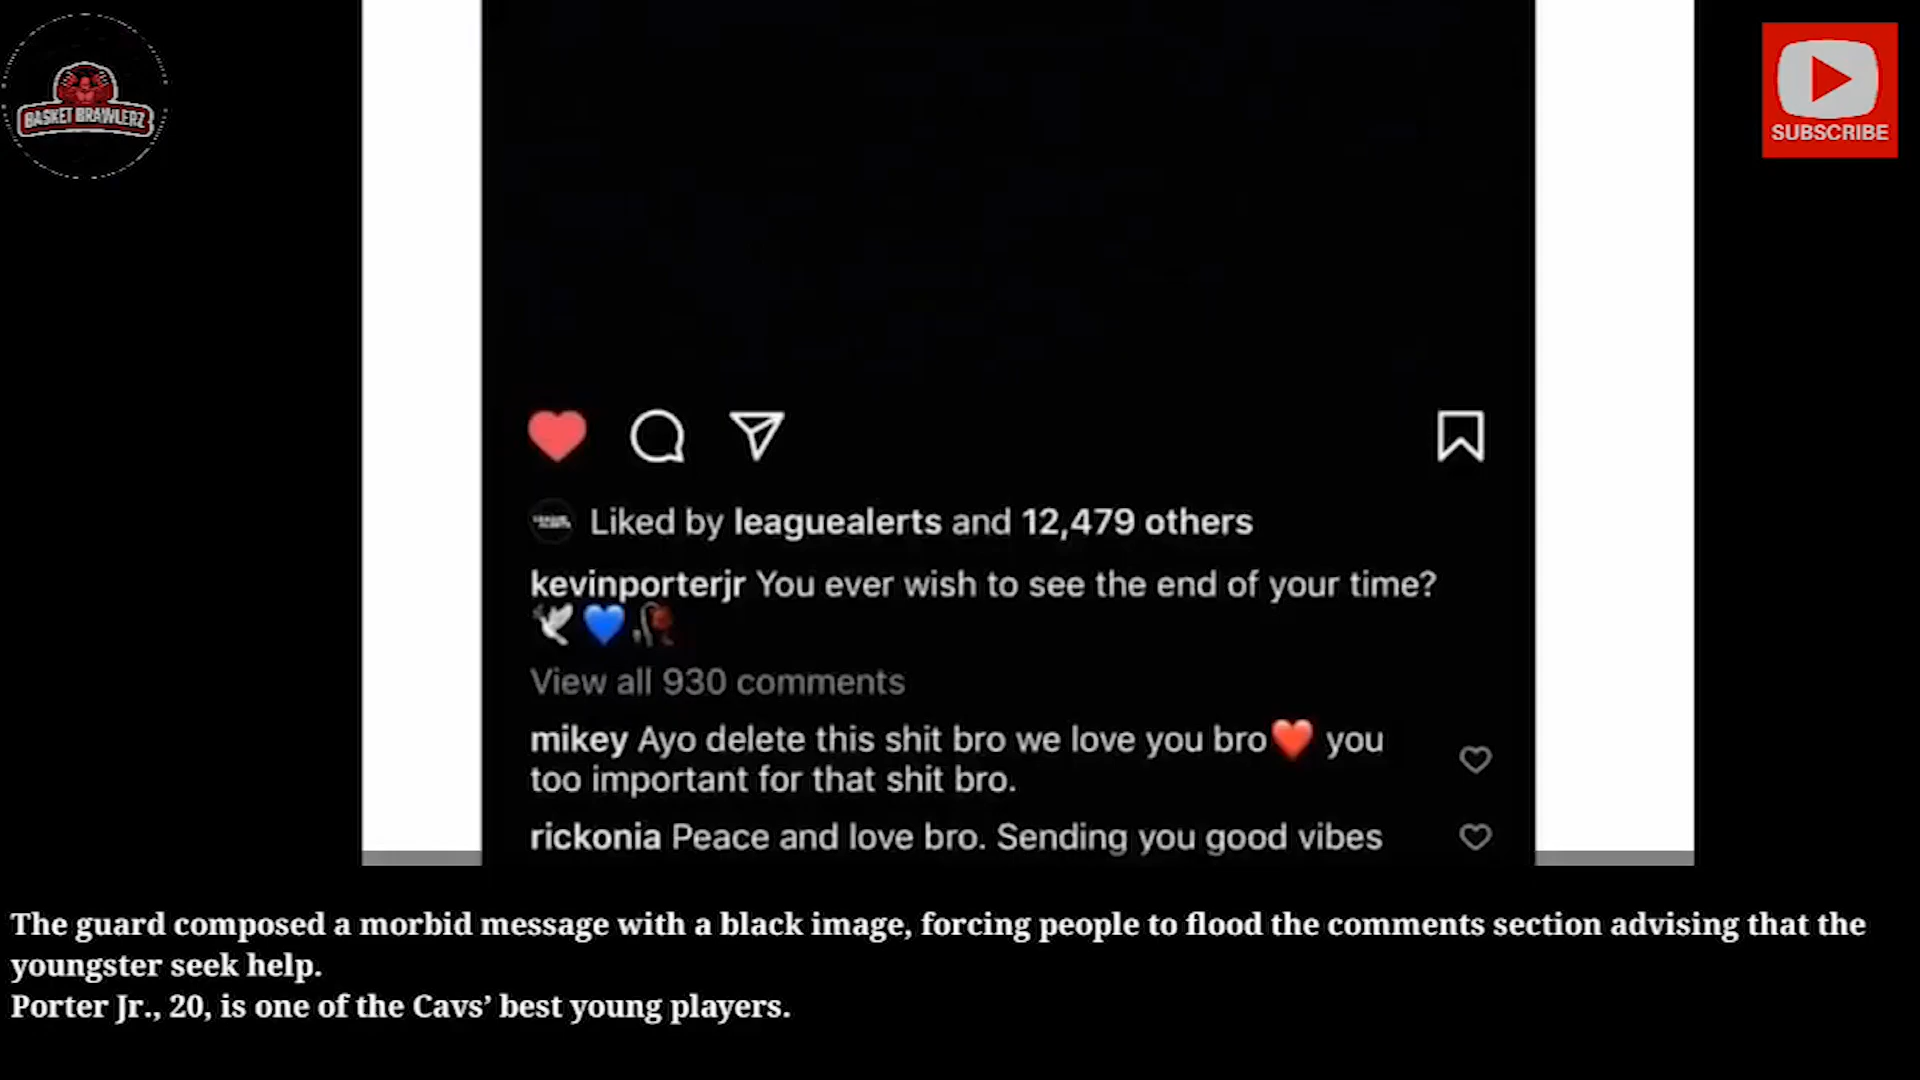 BASKET BRAWLERZ
SUBSCRIBE
Liked by leaguealerts and 12,479 others
kevinporterjr You ever wish to see the end of your time?
🕊💙🥀
View all 930 comments
mikey Ayo delete this shit bro we love you bro❤️ you
too important for that shit bro.
rickonia Peace and love bro. Sending you good vibes
The guard composed a morbid message with a black image, forcing people to flood the comments section advising that the
youngster seek help.
Porter Jr., 20, is one of the Cavs’ best young players.